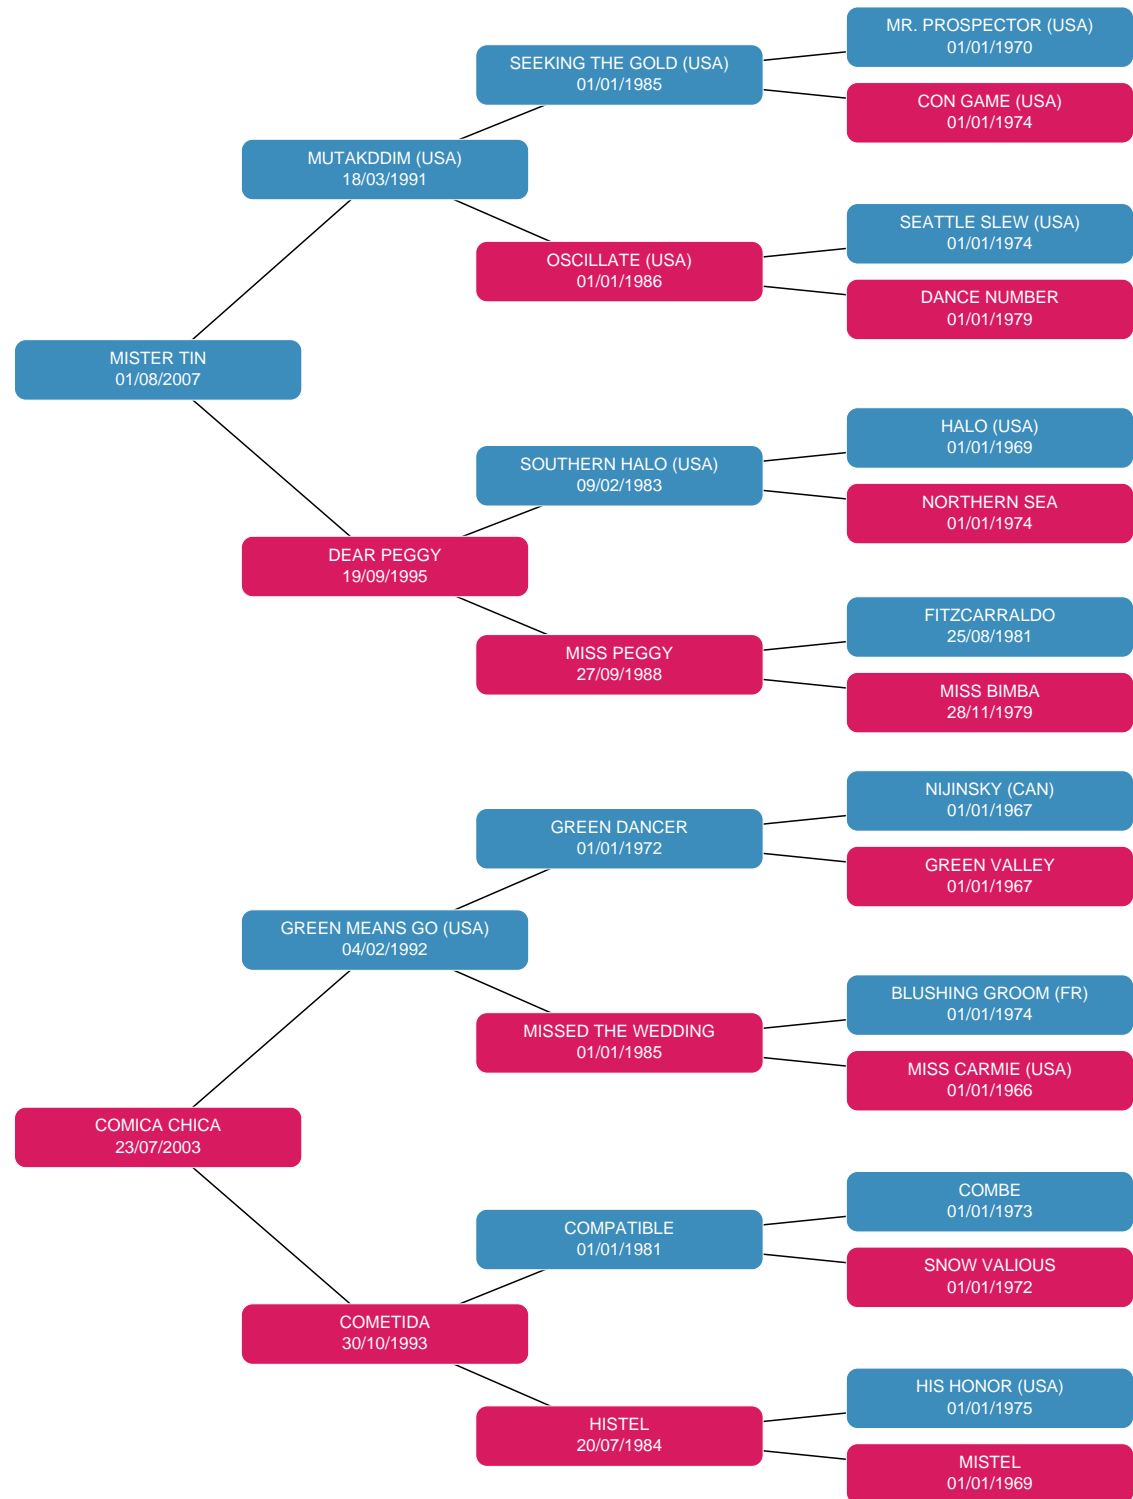 MR. PROSPECTOR (USA)
01/01/1970
SEEKING THE GOLD (USA)
01/01/1985
CON GAME (USA)
01/01/1974
MUTAKDDIM (USA)
18/03/1991
SEATTLE SLEW (USA)
01/01/1974
OSCILLATE (USA)
01/01/1986
DANCE NUMBER
01/01/1979
MISTER TIN
01/08/2007
HALO (USA)
01/01/1969
SOUTHERN HALO (USA)
09/02/1983
NORTHERN SEA
01/01/1974
DEAR PEGGY
19/09/1995
FITZCARRALDO
25/08/1981
MISS PEGGY
27/09/1988
MISS BIMBA
28/11/1979
NIJINSKY (CAN)
01/01/1967
GREEN DANCER
01/01/1972
GREEN VALLEY
01/01/1967
GREEN MEANS GO (USA)
04/02/1992
BLUSHING GROOM (FR)
01/01/1974
MISSED THE WEDDING
01/01/1985
MISS CARMIE (USA)
01/01/1966
COMICA CHICA
23/07/2003
COMBE
01/01/1973
COMPATIBLE
01/01/1981
SNOW VALIOUS
01/01/1972
COMETIDA
30/10/1993
HIS HONOR (USA)
01/01/1975
HISTEL
20/07/1984
MISTEL
01/01/1969